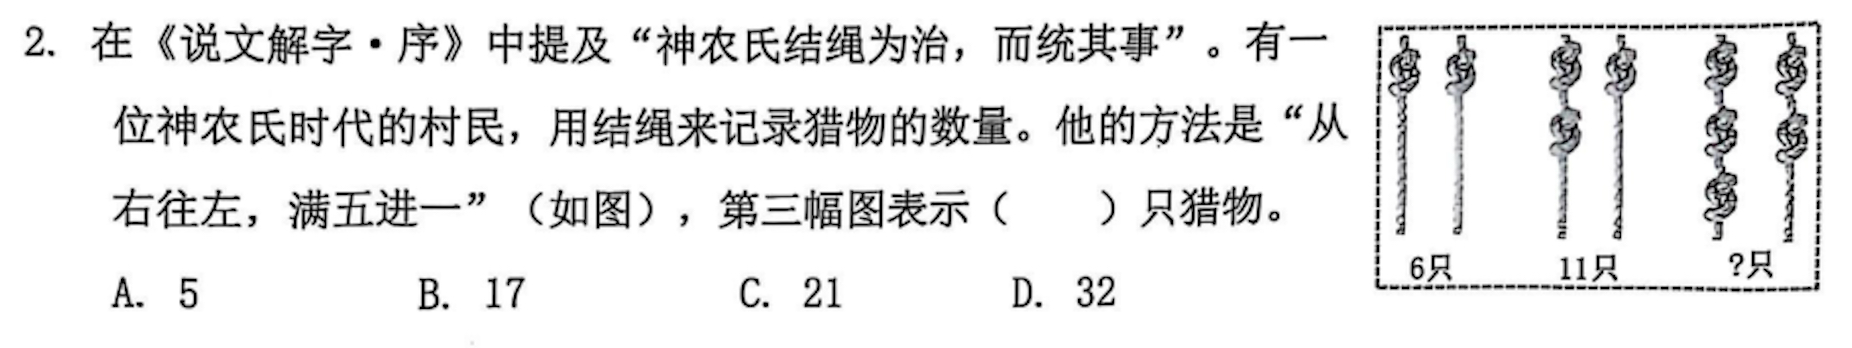 2. 在《说文解字·序》中提及“神农氏结绳为治，而统其事”。有一
位神农氏时代的村民，用结绳来记录猎物的数量。他的方法是“从
右往左，满五进一”（如图），第三幅图表示（　　）只猎物。
A. 5　　B. 17　　C. 21　　D. 32
6只　　11只　　?只